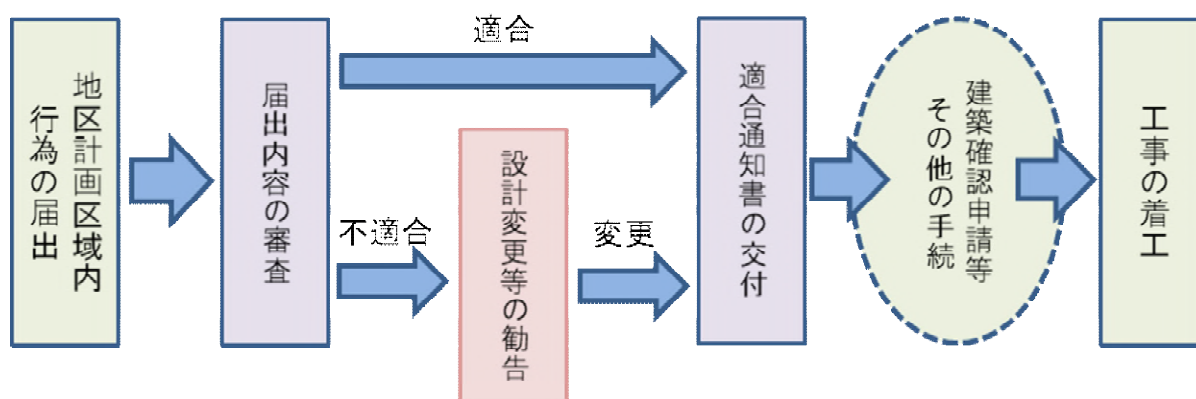 地区計画区域内
行為の届出
届出内容の審査
適合
不適合
設計変更等の勧告
変更
適合通知書の交付
建築確認申請等
その他の手続
工事の着工